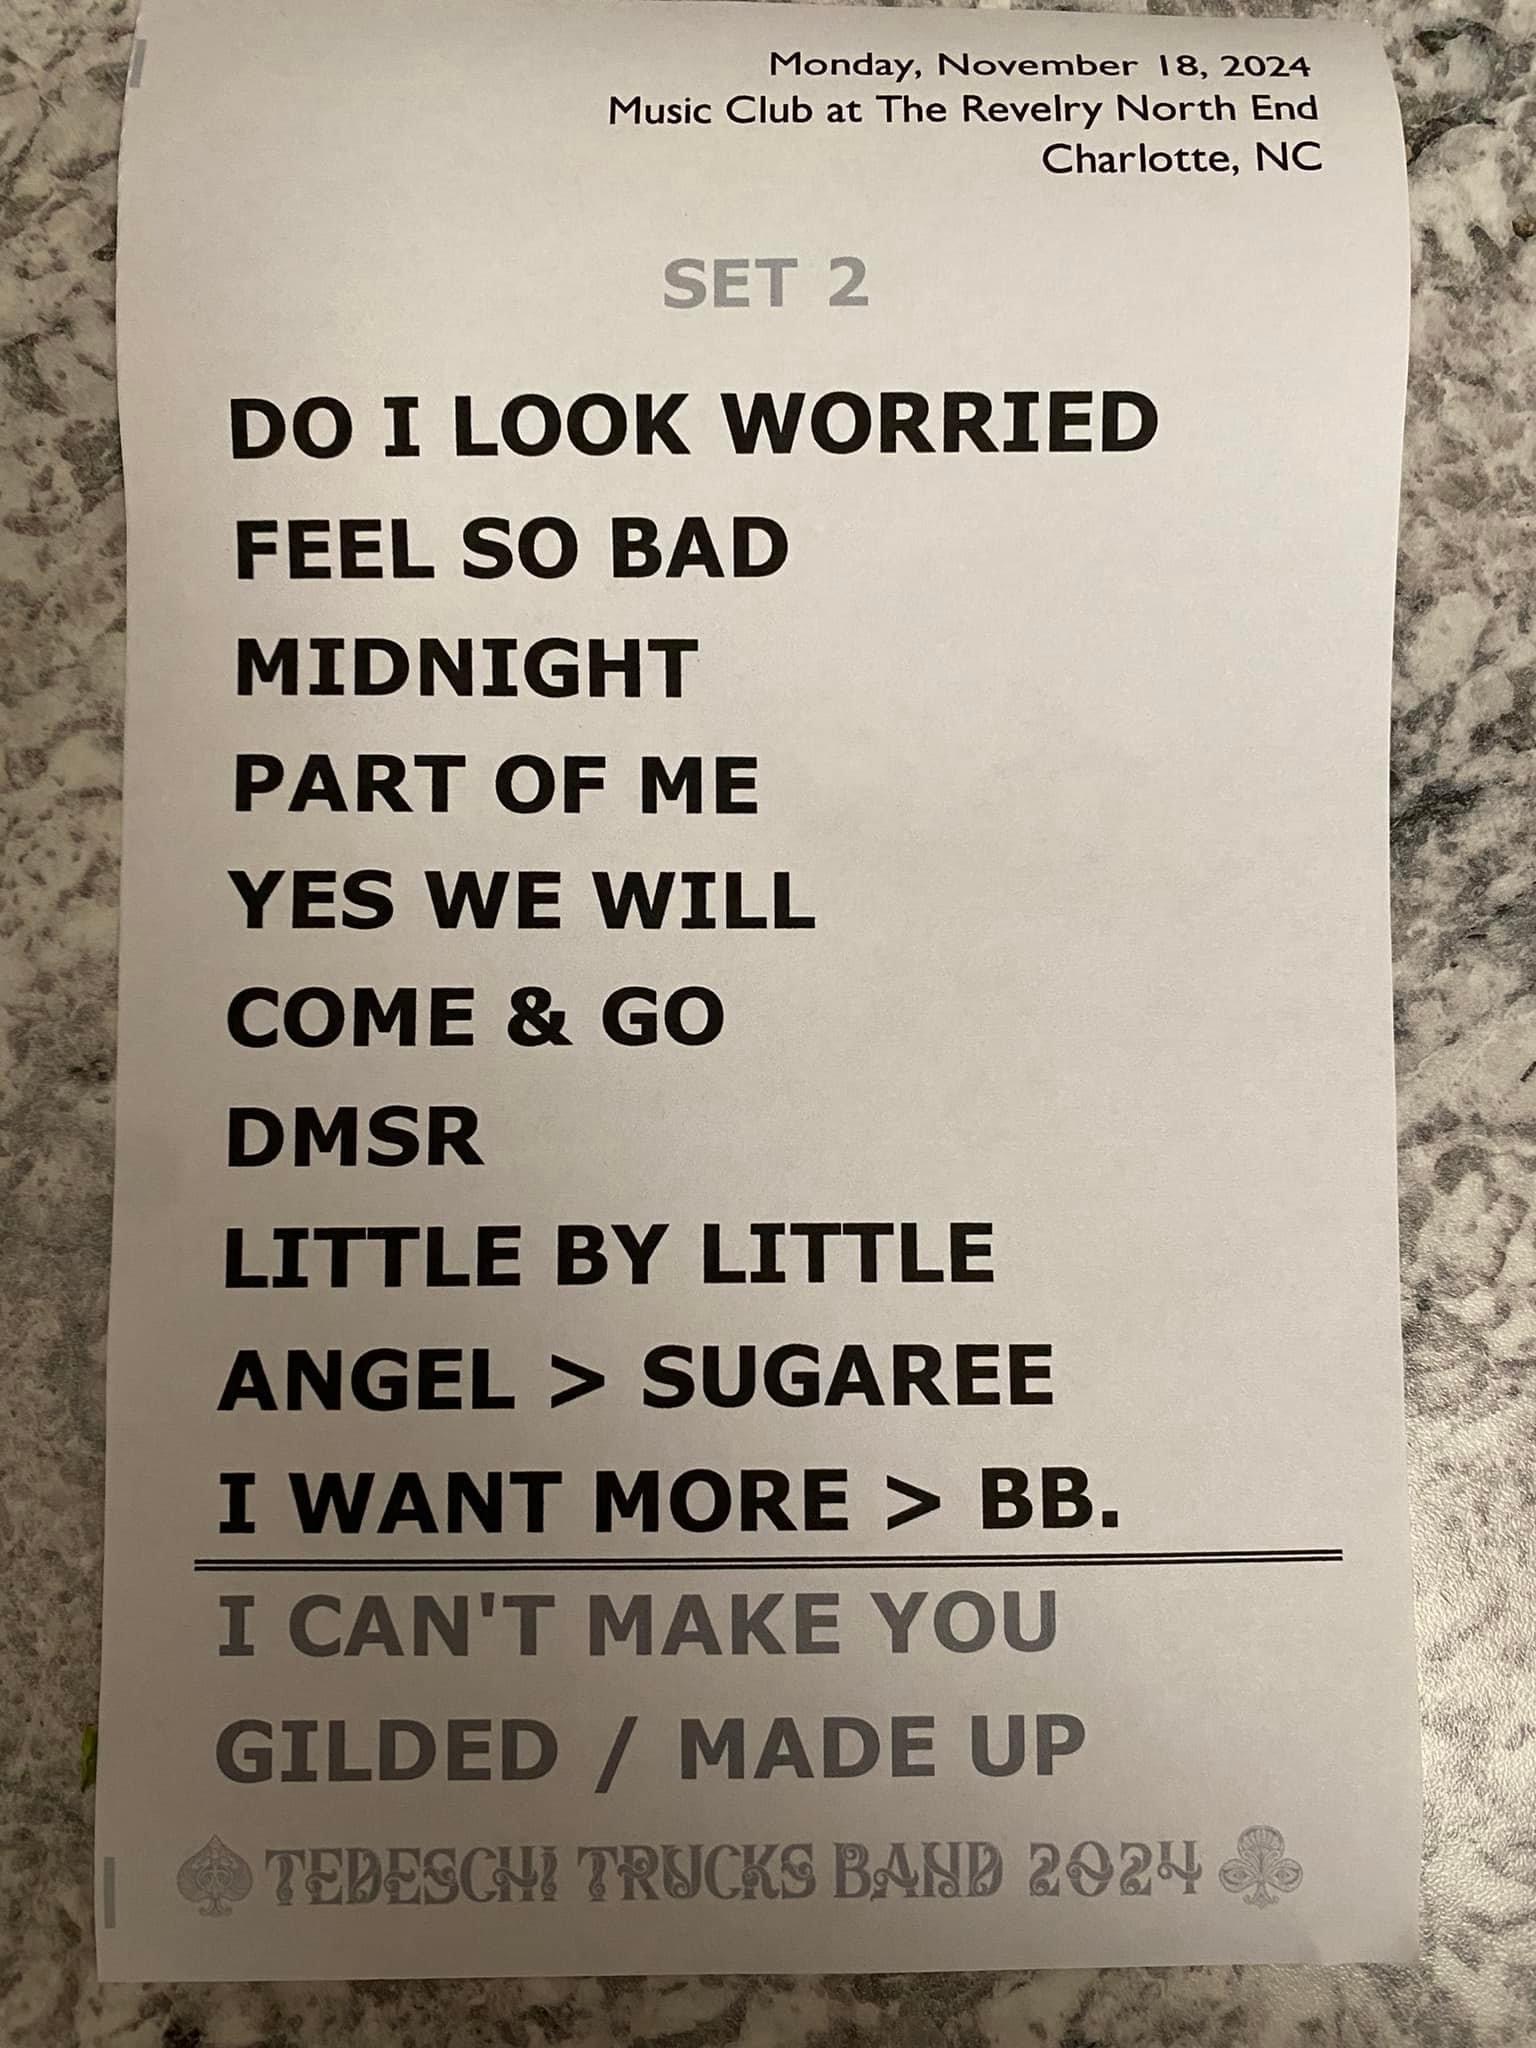 Monday, November 18, 2024
Music Club at The Revelry North End
Charlotte, NC
SET 2
DO I LOOK WORRIED
FEEL SO BAD
MIDNIGHT
PART OF ME
YES WE WILL
COME & GO
DMSR
LITTLE BY LITTLE
ANGEL > SUGAREE
I WANT MORE > BB.
I CAN'T MAKE YOU
GILDED / MADE UP
TEDESCHI TRUCKS BAND 2024